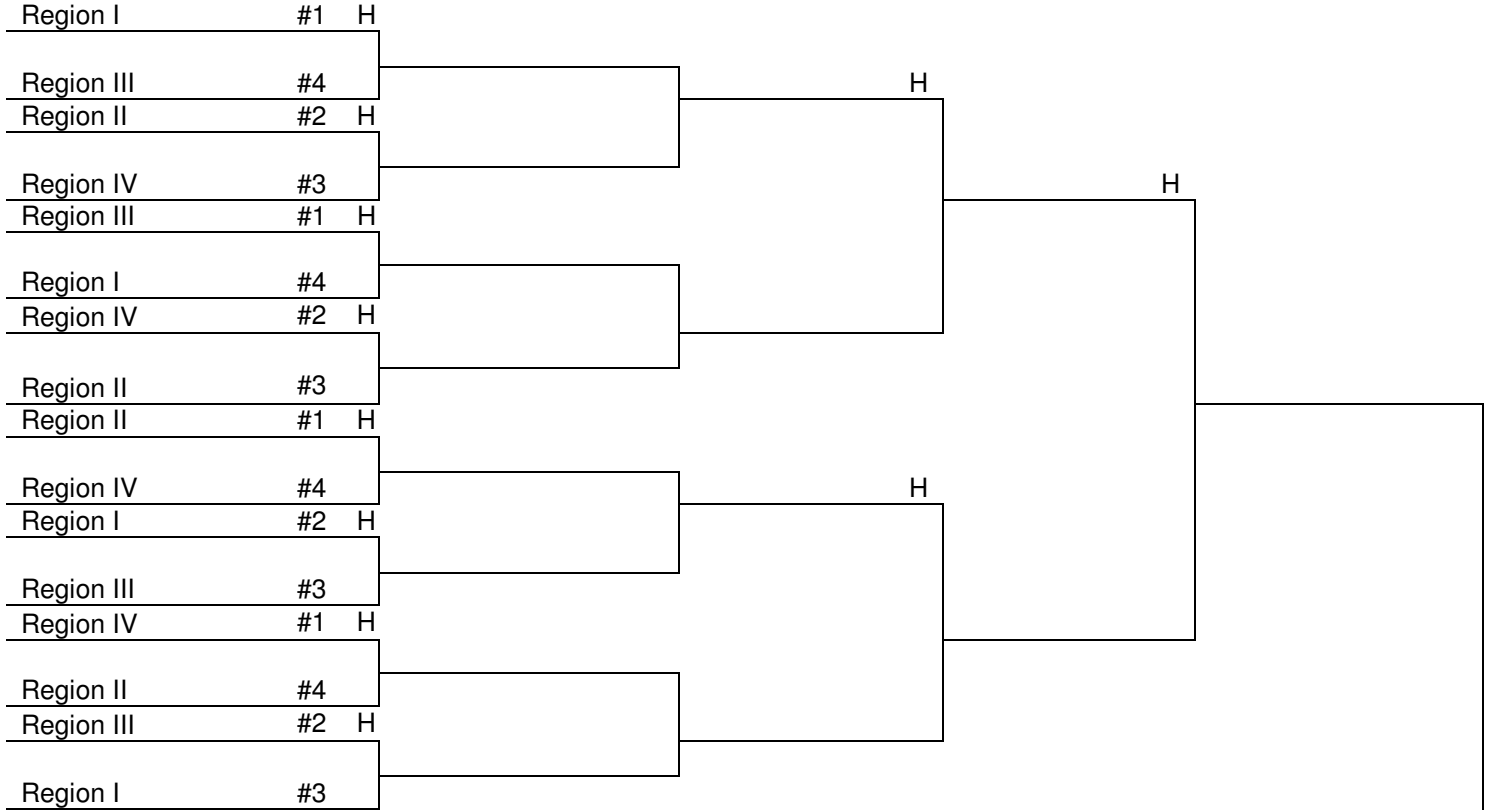 Region I #1 H
Region III #4
H
Region II #2 H
Region IV #3
H
Region III #1 H
Region I #4
Region IV #2 H
Region II #3
Region II #1 H
Region IV #4
H
Region I #2 H
Region III #3
Region IV #1 H
Region II #4
Region III #2 H
Region I #3